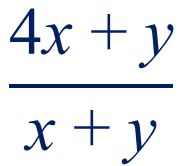 4x + y
x + y